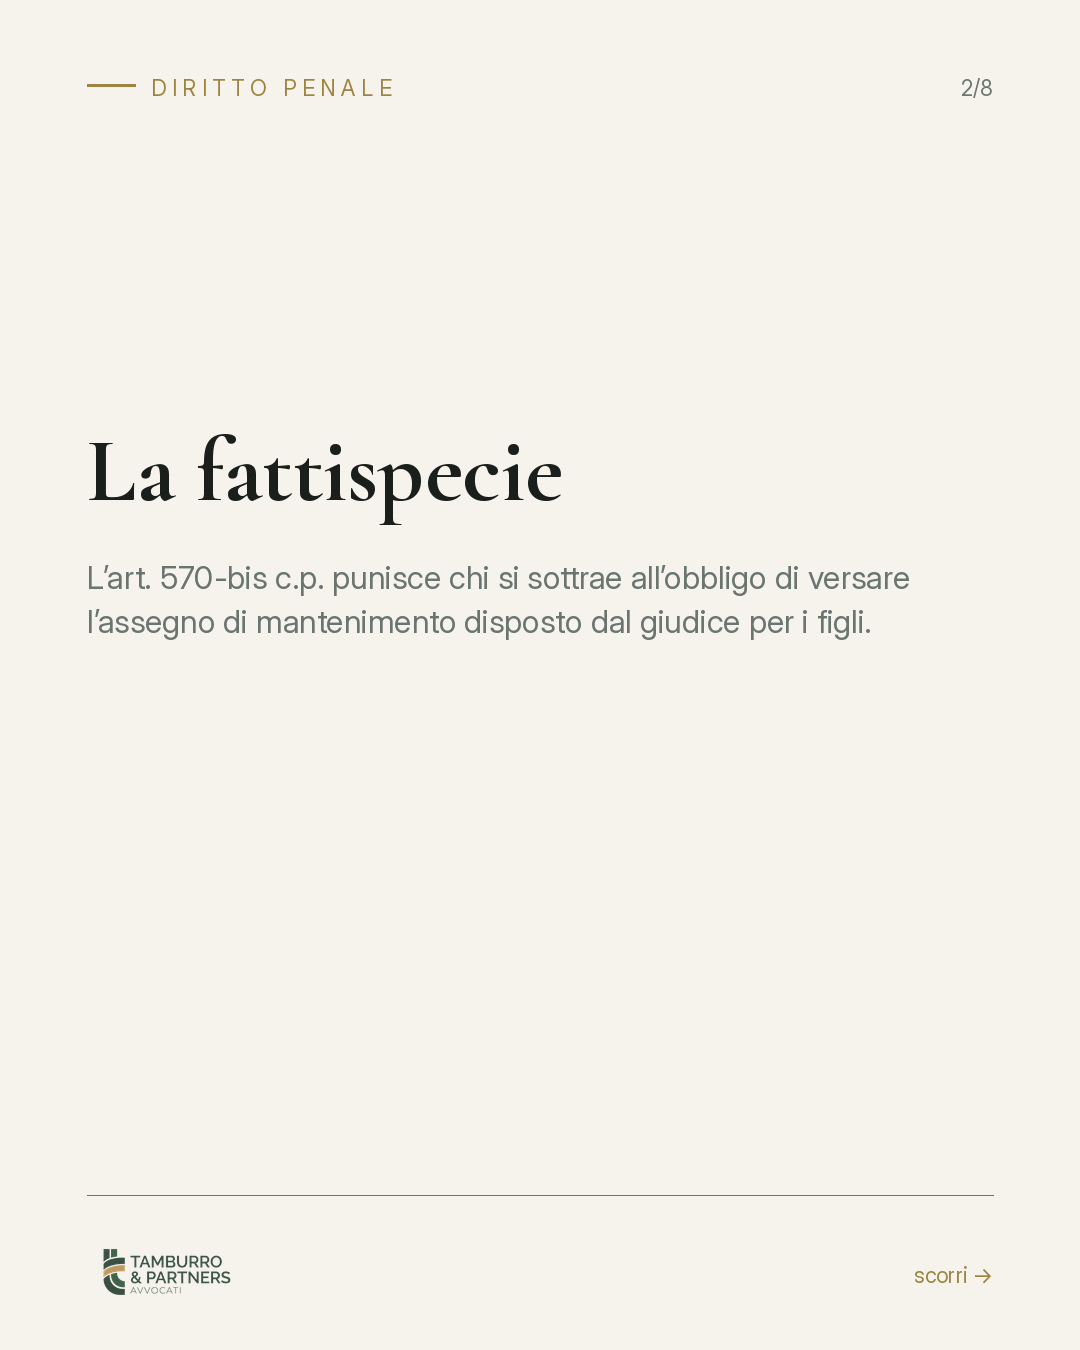 DIRITTO PENALE
2/8
La fattispecie
L’art. 570-bis c.p. punisce chi si sottrae all’obbligo di versare
l’assegno di mantenimento disposto dal giudice per i figli.
TAMBURRO
& PARTNERS
AVVOCATI
scorri →